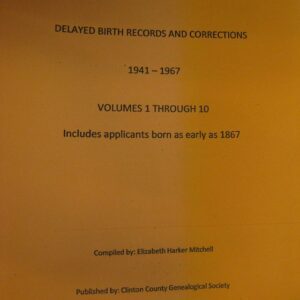 DELAYED BIRTH RECORDS AND CORRECTIONS
1941 – 1967
VOLUMES 1 THROUGH 10
Includes applicants born as early as 1867
Compiled by: Elizabeth Harker Mitchell
Published by: Clinton County Genealogical Society